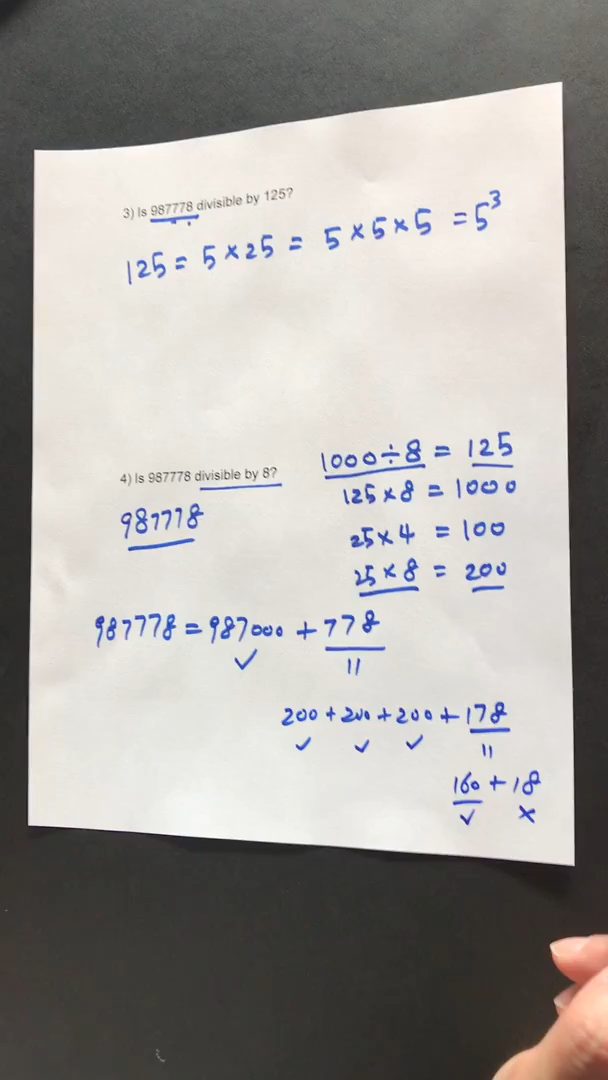 3) Is 987778 divisible by 125?
125 = 5 × 25 = 5 × 5 × 5 = 5³
4) Is 987778 divisible by 8?
1000 ÷ 8 = 125
125 × 8 = 1000
987778
25 × 4 = 100
25 × 8 = 200
987778 = 987000 + 778
✓ 11
200 + 200 + 200 + 178
✓ ✓ ✓ 11
160 + 18
✓ ×